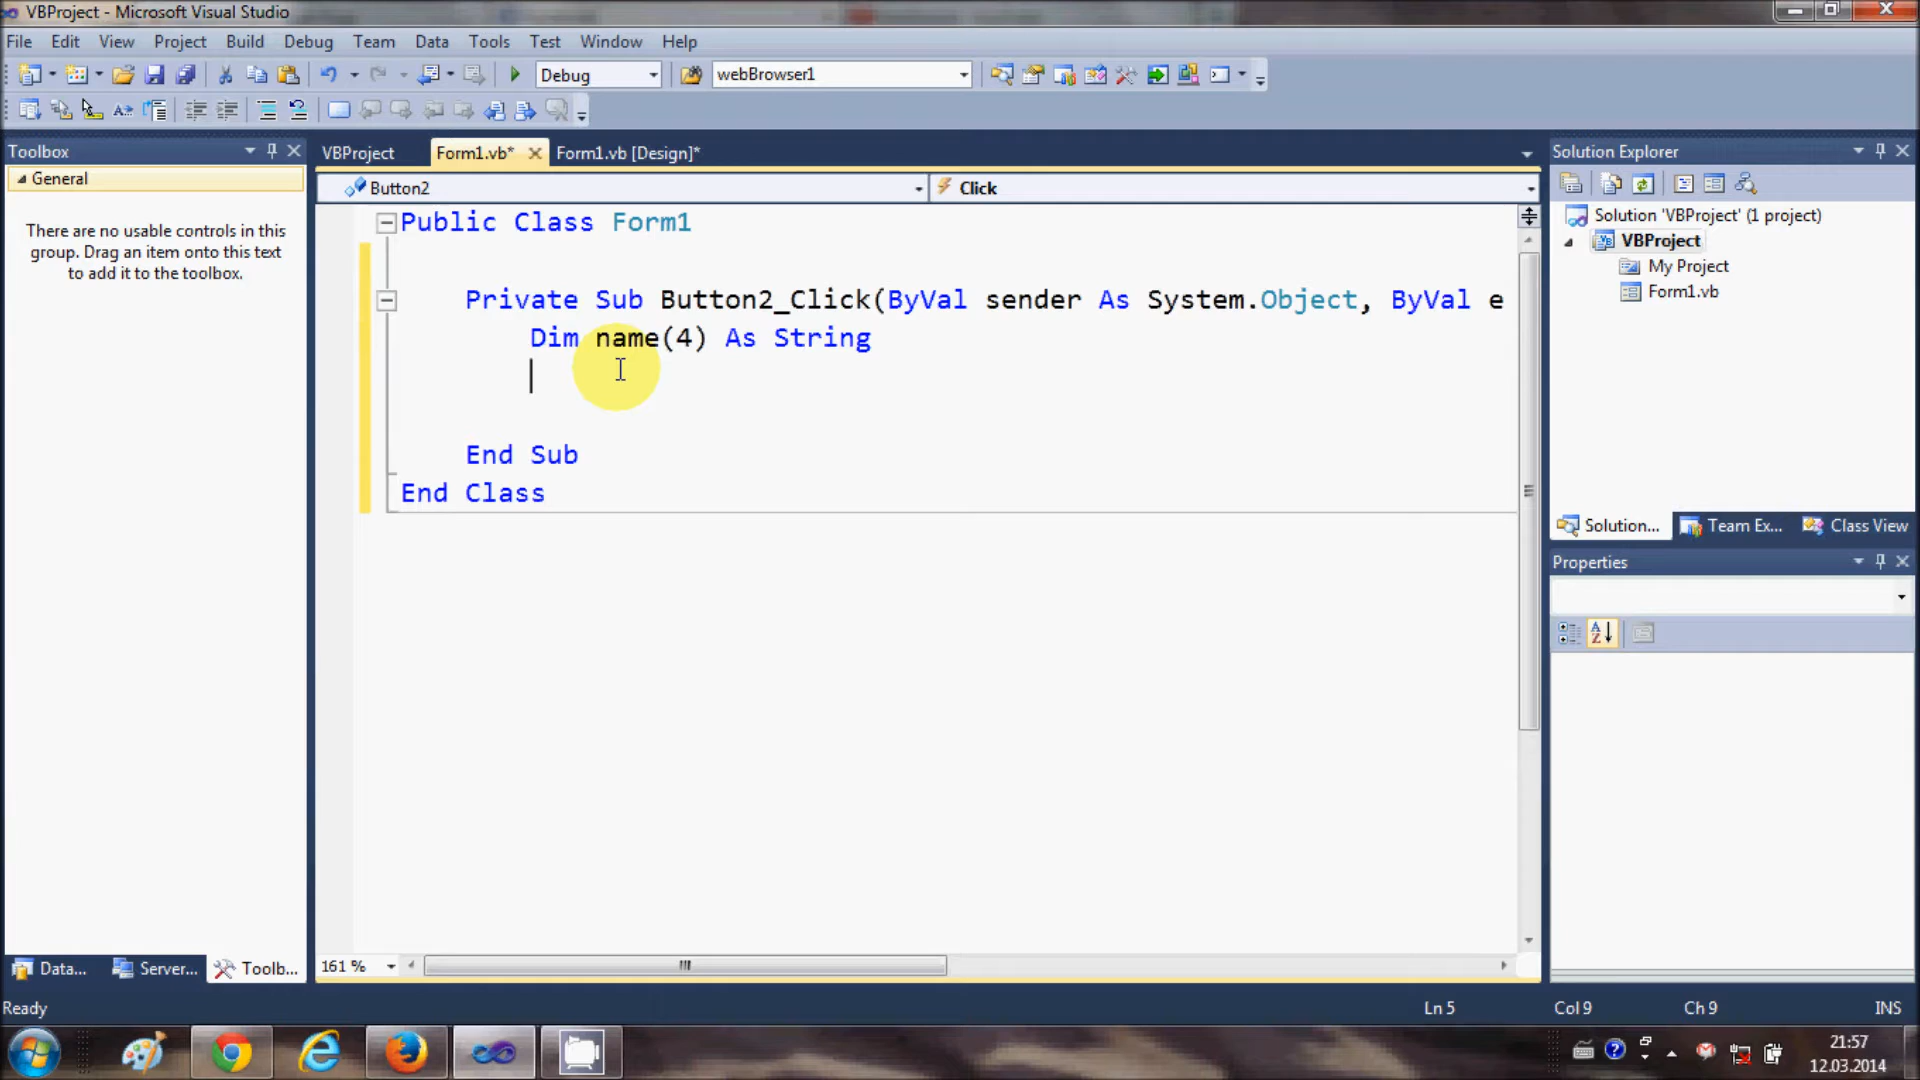 VBProject - Microsoft Visual Studio
File Edit View Project Build Debug Team Data Tools Test Window Help
Debug webBrowser1
Toolbox
General
There are no usable controls in this
group. Drag an item onto this text
to add it to the toolbox.
VBProject Form1.vb* Form1.vb [Design]*
Button2 Click
Public Class Form1
Private Sub Button2_Click(ByVal sender As System.Object, ByVal e
Dim name(4) As String
End Sub
End Class
161 %
Data... Server... Toolb...
Solution Explorer
Solution 'VBProject' (1 project)
VBProject
My Project
Form1.vb
Solution... Team Ex... Class View
Properties
Ready Ln 5 Col 9 Ch 9 INS
21:57
12.03.2014